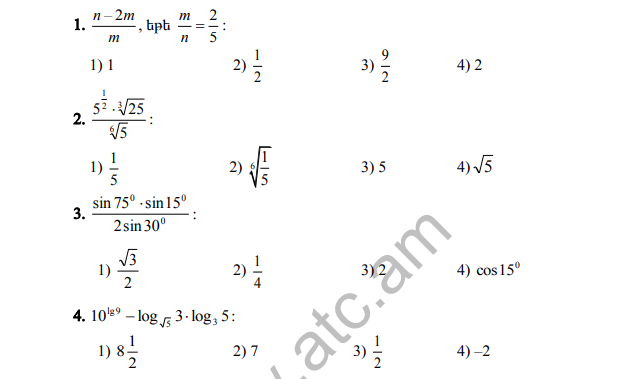 1. \frac{n-2m}{m}, եթե \frac{m}{n} = \frac{2}{5} :
1) 1 2) \frac{1}{2} 3) \frac{9}{2} 4) 2
2. \frac{5^{\frac{1}{2}} \cdot \sqrt[3]{25}}{\sqrt[6]{5}} :
1) \frac{1}{5} 2) \sqrt[6]{\frac{1}{5}} 3) 5 4) \sqrt{5}
3. \frac{\sin 75^0 \cdot \sin 15^0}{2 \sin 30^0} :
1) \frac{\sqrt{3}}{2} 2) \frac{1}{4} 3) 2 4) \cos 15^0
4. 10^{\lg 9} - \log_{\sqrt{5}} 3 \cdot \log_3 5 :
1) 8\frac{1}{2} 2) 7 3) \frac{1}{2} 4) –2
.atc.am